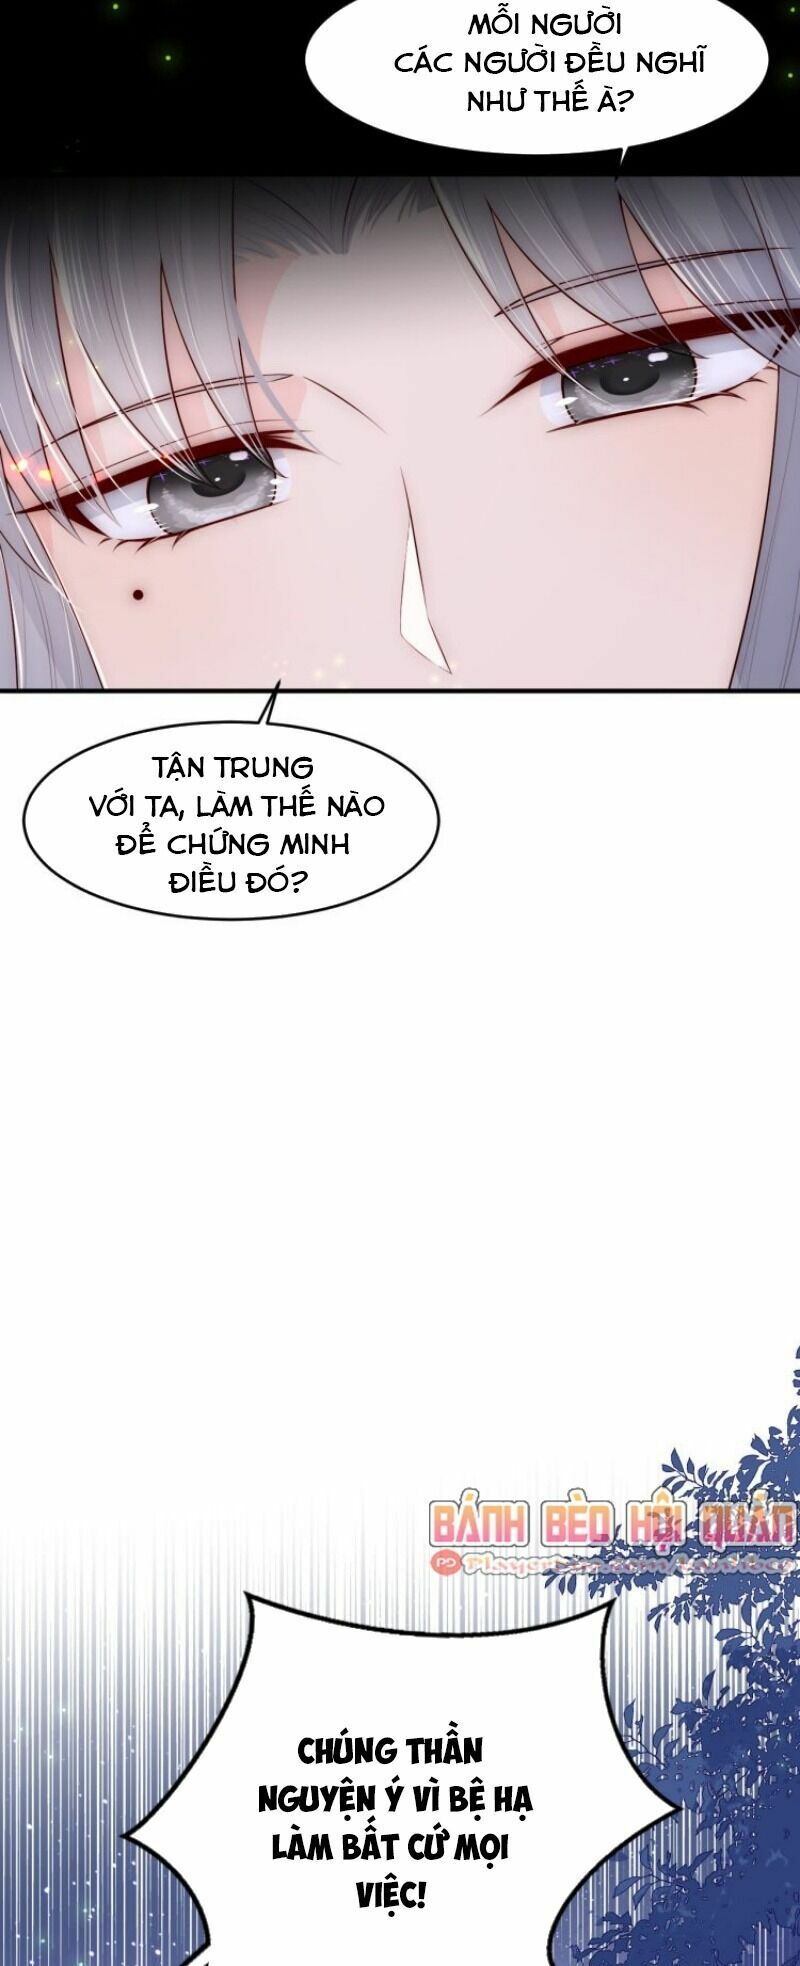 MỖI NGƯỜI
CÁC NGƯỜI ĐỀU NGHĨ
NHƯ THẾ À?
TẬN TRUNG
VỚI TA, LÀM THẾ NÀO
ĐỂ CHỨNG MINH
ĐIỀU ĐÓ?
BÁNH BÈO HỘI QUÁN
CHÚNG THẦN
NGUYỆN Ý VÌ BỆ HẠ
LÀM BẤT CỨ MỌI
VIỆC!